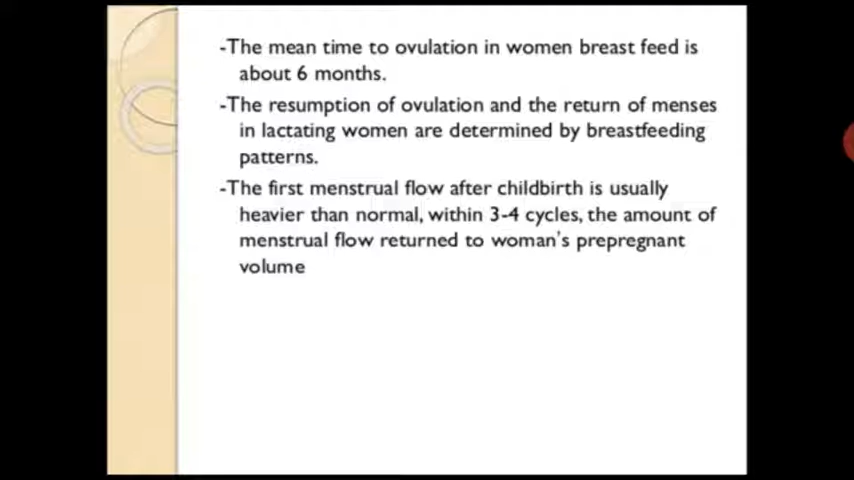 -The mean time to ovulation in women breast feed is
about 6 months.
-The resumption of ovulation and the return of menses
in lactating women are determined by breastfeeding
patterns.
-The first menstrual flow after childbirth is usually
heavier than normal, within 3-4 cycles, the amount of
menstrual flow returned to woman's prepregnant
volume